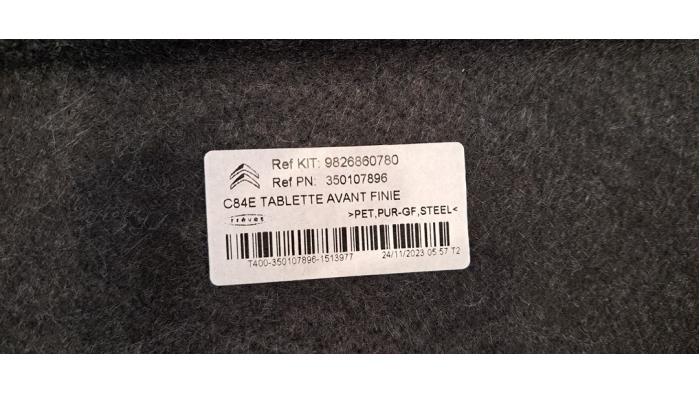 Ref KIT: 9826860780
Ref PN: 350107896
C84E TABLETTE AVANT FINIE
trèves
>PET,PUR-GF,STEEL<
T400-350107896-1513977
24/11/2023 05:57 T2